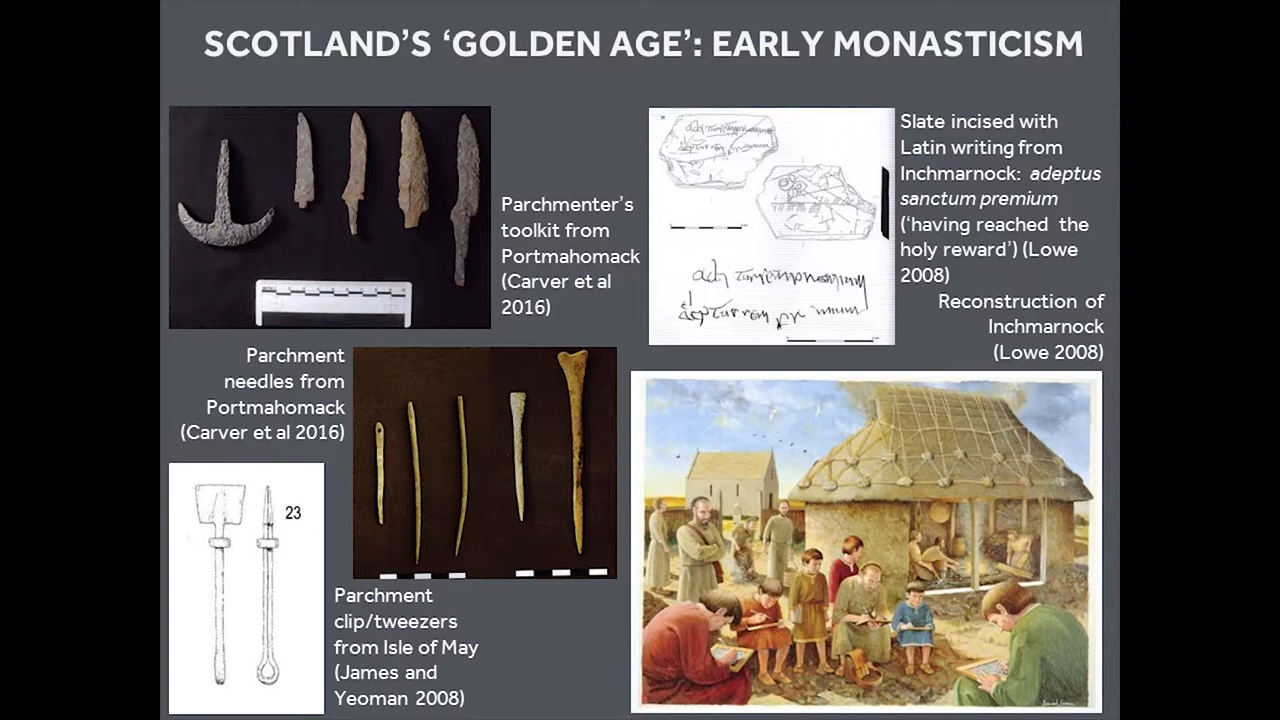 SCOTLAND’S ‘GOLDEN AGE’: EARLY MONASTICISM
Parchmenter’s
toolkit from
Portmahomack
(Carver et al
2016)
Slate incised with
Latin writing from
Inchmarnock: adeptus
sanctum premium
(‘having reached the
holy reward’) (Lowe
2008)
Reconstruction of
Inchmarnock
(Lowe 2008)
Parchment
needles from
Portmahomack
(Carver et al 2016)
23
Parchment
clip/tweezers
from Isle of May
(James and
Yeoman 2008)